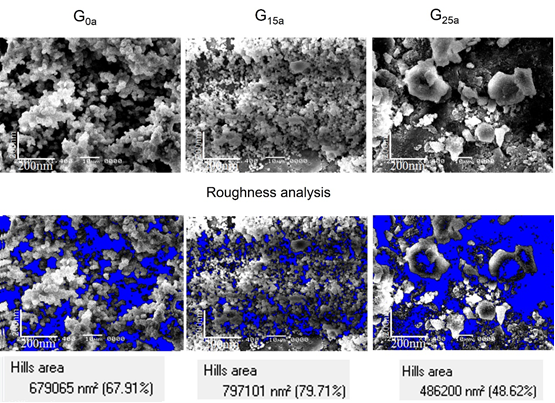 G0a
G15a
G25a
200nm
200nm
200nm
Roughness analysis
200nm
200nm
200nm
Hills area
679065 nm² (67.91%)
Hills area
797101 nm² (79.71%)
Hills area
486200 nm² (48.62%)